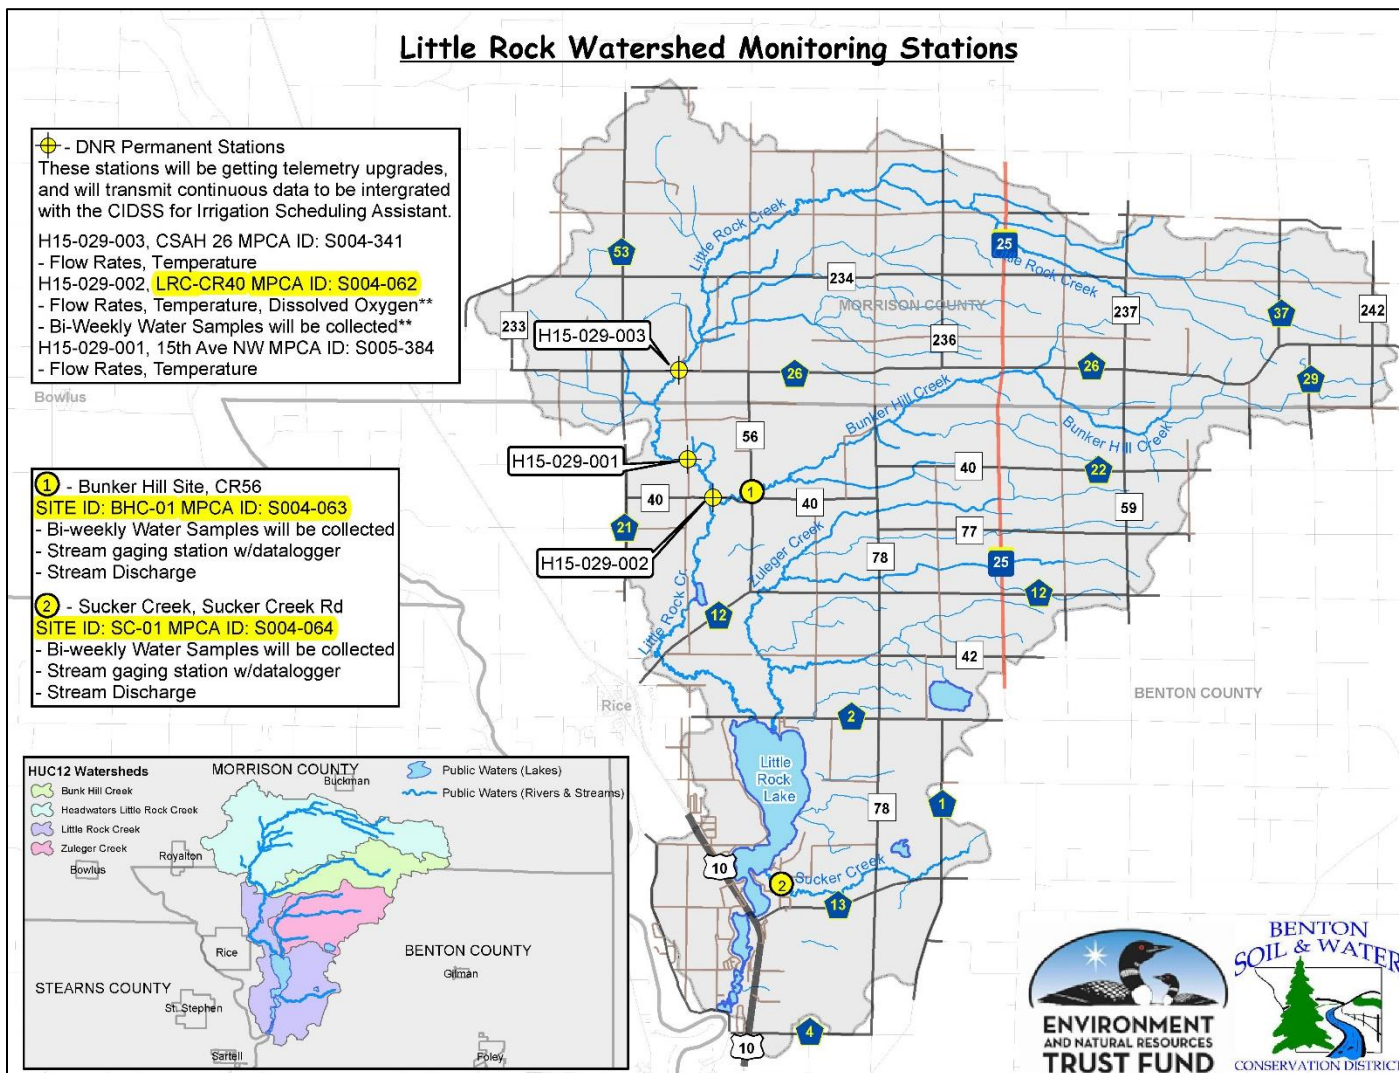 Little Rock Watershed Monitoring Stations
- DNR Permanent Stations
These stations will be getting telemetry upgrades,
and will transmit continuous data to be intergrated
with the CIDSS for Irrigation Scheduling Assistant.
H15-029-003, CSAH 26 MPCA ID: S004-341
- Flow Rates, Temperature
H15-029-002, LRC-CR40 MPCA ID: S004-062
- Flow Rates, Temperature, Dissolved Oxygen**
- Bi-Weekly Water Samples will be collected**
H15-029-001, 15th Ave NW MPCA ID: S005-384
- Flow Rates, Temperature
Bowlus
1 - Bunker Hill Site, CR56
SITE ID: BHC-01 MPCA ID: S004-063
- Bi-weekly Water Samples will be collected
- Stream gaging station w/datalogger
- Stream Discharge
2 - Sucker Creek, Sucker Creek Rd
SITE ID: SC-01 MPCA ID: S004-064
- Bi-weekly Water Samples will be collected
- Stream gaging station w/datalogger
- Stream Discharge
Little Rock Creek
25
Little Rock Creek
53
234
MORRISON COUNTY
233
237
37
242
H15-029-003
236
26
26
29
Bunker Hill Creek
Bunker Hill Creek
56
H15-029-001
40
22
40
1
40
59
21
77
H15-029-002
Zuleger Creek
78
25
12
12
Little Rock Cr.
42
BENTON COUNTY
Rice
2
Little
Rock
Lake
78
1
10
2
Sucker Creek
13
4
10
HUC12 Watersheds
Bunk Hill Creek
Headwaters Little Rock Creek
Little Rock Creek
Zuleger Creek
MORRISON COUNTY
Buckman
Public Waters (Lakes)
Public Waters (Rivers & Streams)
Royalton
Bowlus
Rice
BENTON COUNTY
Gilman
STEARNS COUNTY
St. Stephen
Sartell
Foley
ENVIRONMENT
AND NATURAL RESOURCES
TRUST FUND
BENTON
SOIL & WATER
CONSERVATION DISTRICT